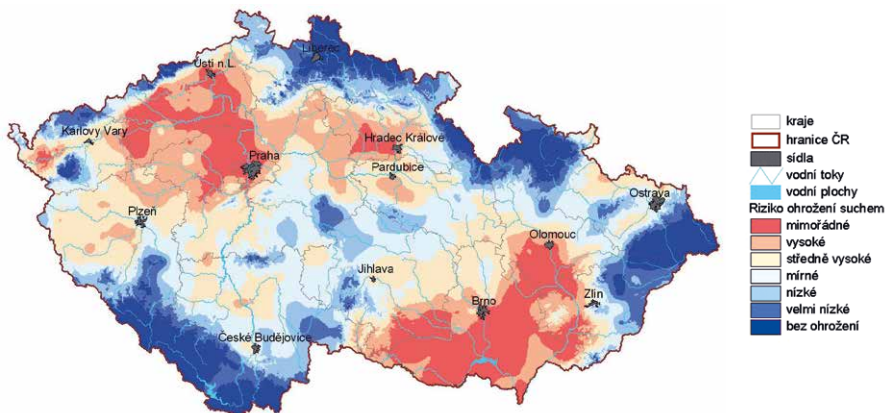 Liberec
Ústí n.L.
Karlovy Vary
Hradec Králové
Praha
Pardubice
Ostrava
Plzeň
Olomouc
Jihlava
Zlín
Brno
České Budějovice
kraje
hranice ČR
sídla
vodní toky
vodní plochy
Riziko ohrožení suchem
mimořádné
vysoké
středně vysoké
mírné
nízké
velmi nízké
bez ohrožení